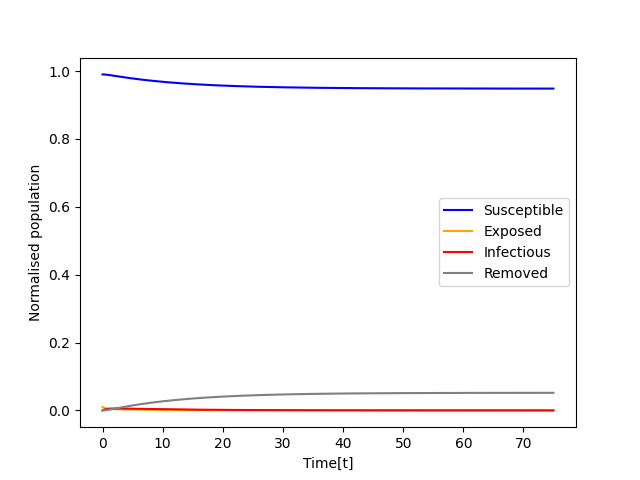 1.0
0.8
0.6
0.4
0.2
0.0
Normalised population
Susceptible
Exposed
Infectious
Removed
0 10 20 30 40 50 60 70
Time[t]